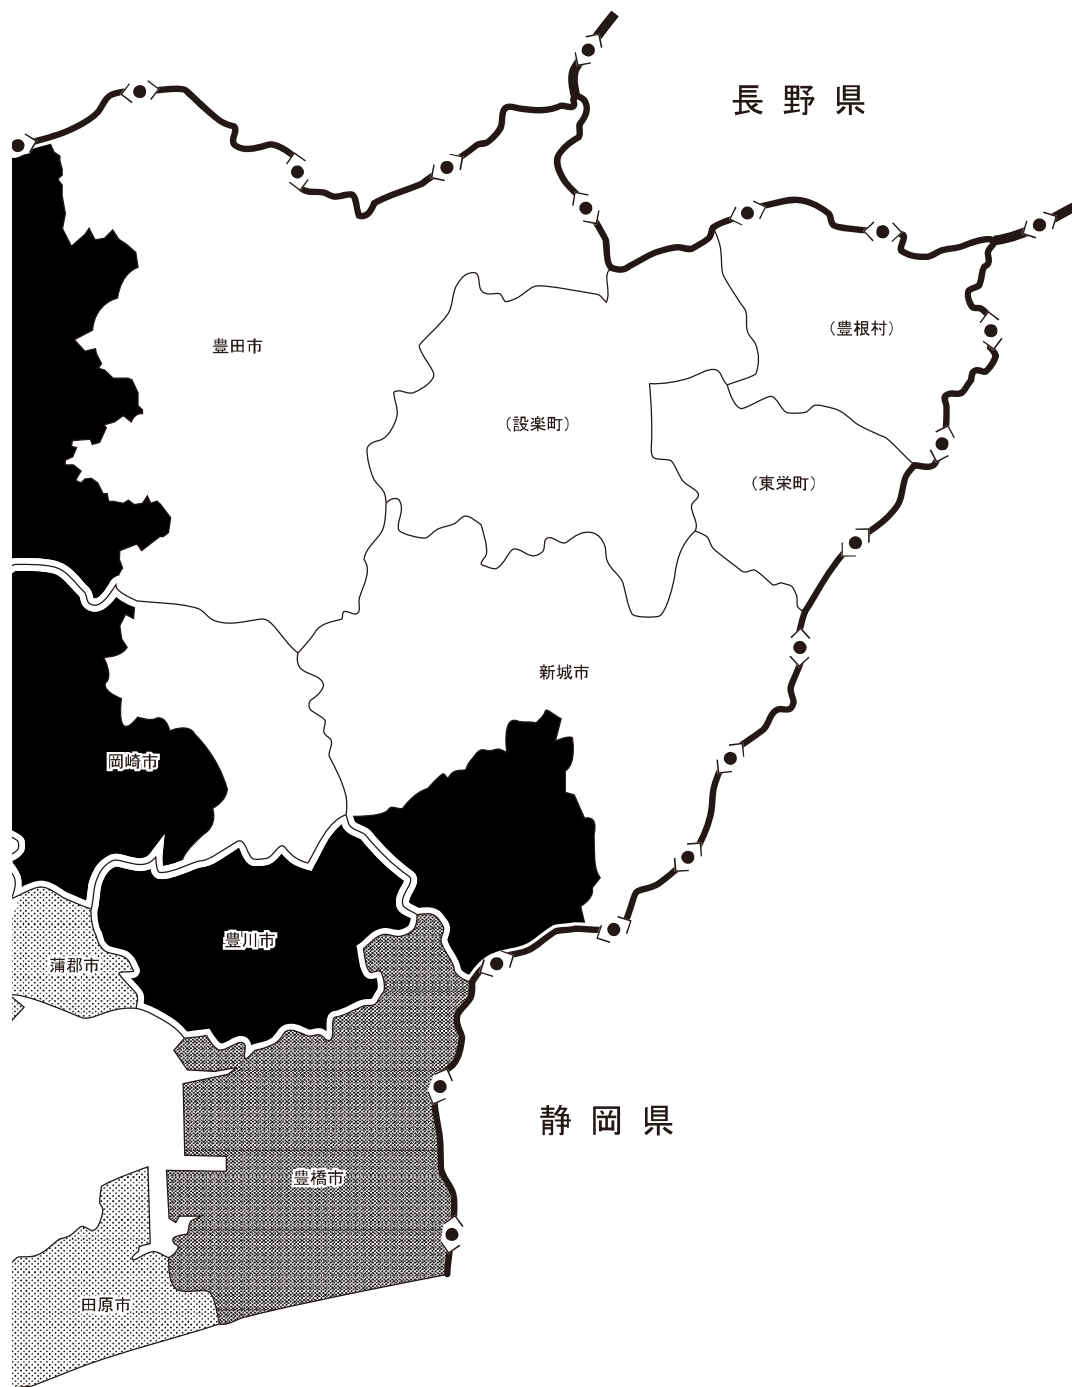 長野県
（豊根村）
豊田市
（設楽町）
（東栄町）
新城市
岡崎市
豊川市
蒲郡市
静岡県
豊橋市
田原市